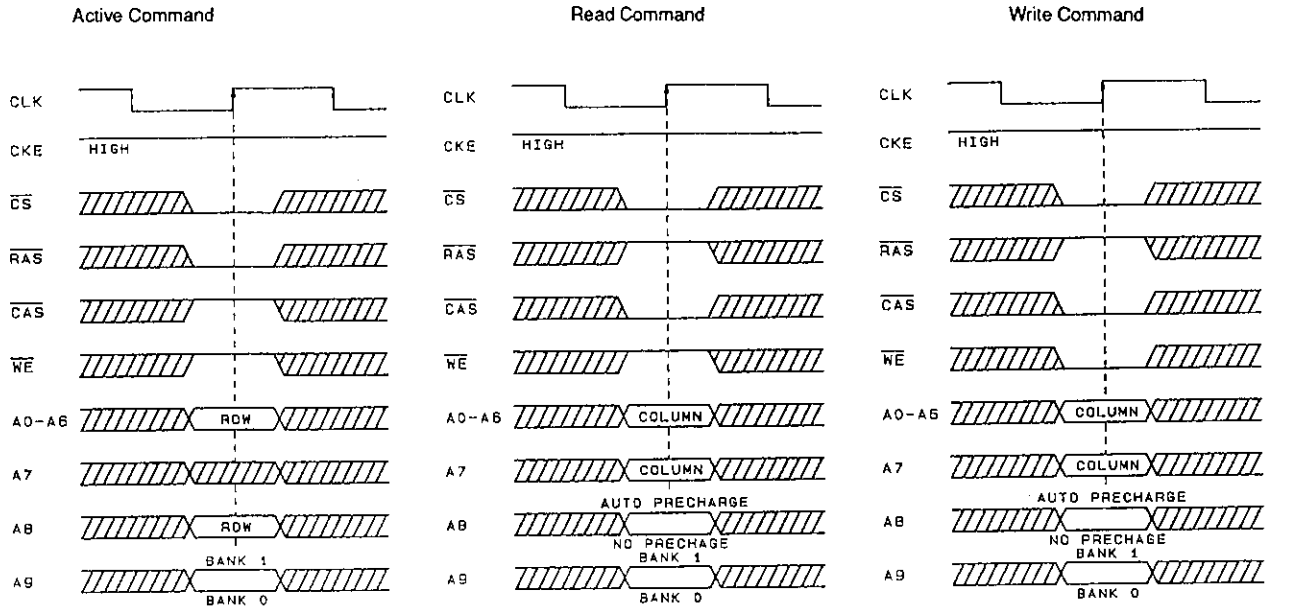 Active Command
CLK
CKE HIGH
CS
RAS
CAS
WE
A0-A6 ROW
A7
A8 ROW
BANK 1
A9
BANK 0
Read Command
CLK
CKE HIGH
CS
RAS
CAS
WE
A0-A6 COLUMN
A7 COLUMN
AUTO PRECHARGE
A8
NO PRECHAGE
BANK 1
A9
BANK 0
Write Command
CLK
CKE HIGH
CS
RAS
CAS
WE
A0-A6 COLUMN
A7 COLUMN
AUTO PRECHARGE
A8
NO PRECHAGE
BANK 1
A9
BANK 0